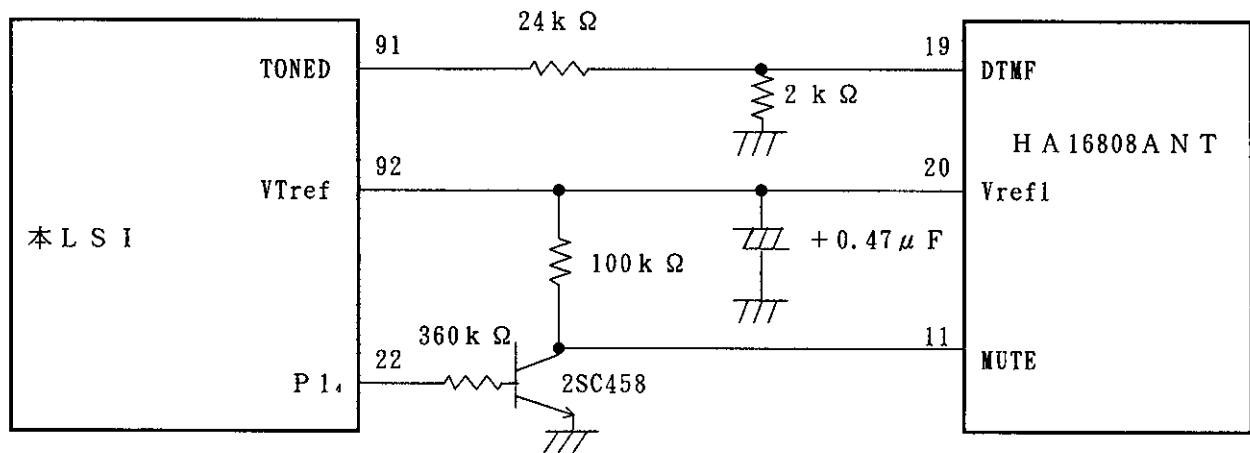 24kΩ
91
19
TONED
DTMF
2kΩ
HA16808ANT
92
20
VTref
Vref1
本LSI
+0.47μF
100kΩ
360kΩ
11
22
MUTE
P1₄
2SC458